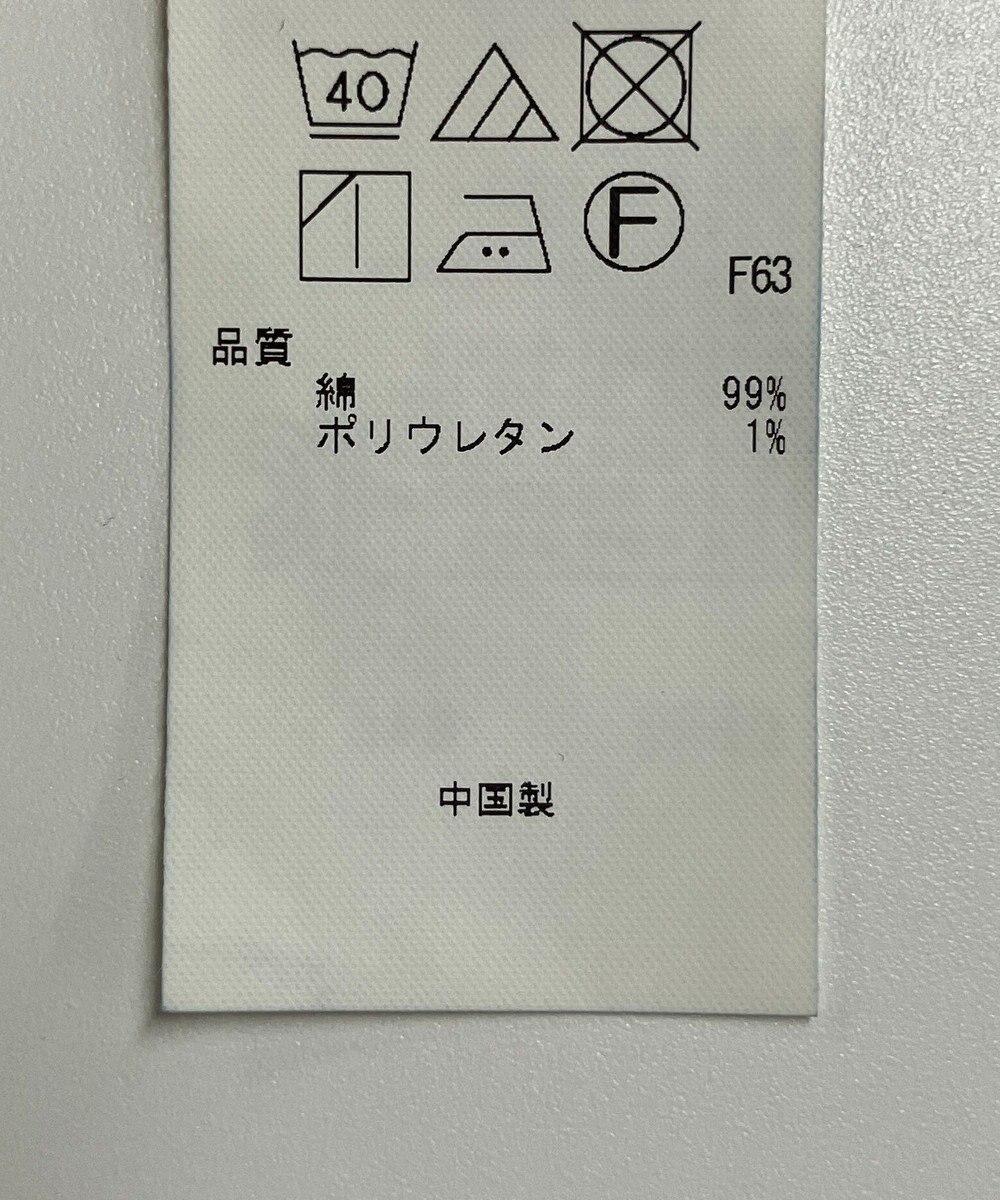 40
F
F63
品質
綿 99%
ポリウレタン 1%
中国製